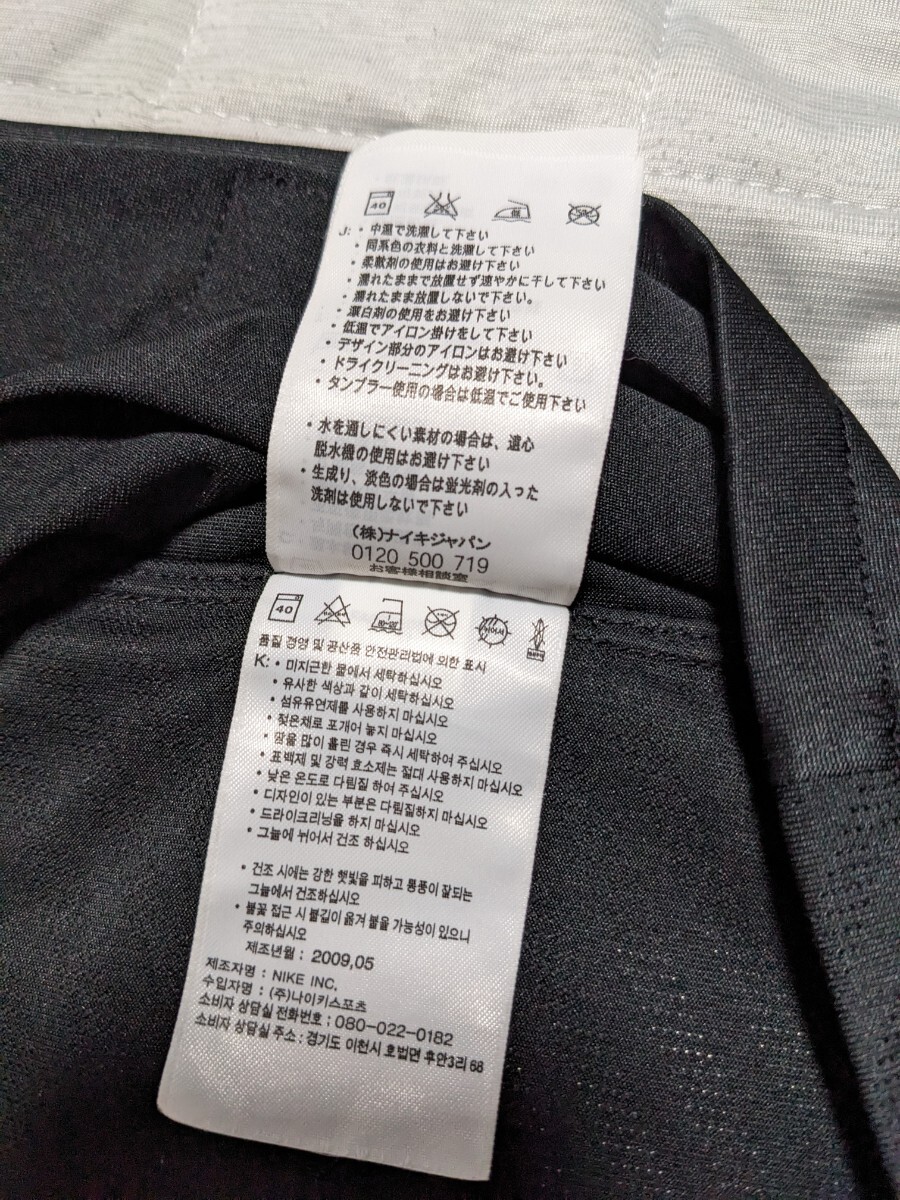 40
J: • 中温で洗濯して下さい
• 同系色の衣料と洗濯して下さい
• 柔軟剤の使用はお避け下さい
• 濡れたままで放置せず速やかに干して下さい
• 濡れたまま放置しないで下さい。
• 漂白剤の使用をお避け下さい
• 低温でアイロン掛けをして下さい
• デザイン部分のアイロンはお避け下さい
• ドライクリーニングはお避け下さい。
• タンブラー使用の場合は低温でご使用下さい
• 水を通しにくい素材の場合は、遠心
脱水機の使用はお避け下さい
• 生成り、淡色の場合は蛍光剤の入った
洗剤は使用しないで下さい
(株)ナイキジャパン
0120 500 719
お客様相談室
40
품질 경영 및 공산품 안전관리법에 의한 표시
K: • 미지근한 물에서 세탁하십시오
• 유사한 색상과 같이 세탁하십시오
• 섬유유연제를 사용하지 마십시오
• 젖은채로 포개어 놓지 마십시오
• 땀을 많이 흘린 경우 즉시 세탁하여 주십시오
• 표백제 및 강력 효소제는 절대 사용하지 마십시오
• 낮은 온도로 다림질 하여 주십시오
• 디자인이 있는 부분은 다림질하지 마십시오
• 드라이크리닝을 하지 마십시오
• 그늘에 뉘어서 건조 하십시오
• 건조 시에는 강한 햇빛을 피하고 통풍이 잘되는
그늘에서 건조하십시오
• 불꽃 접근 시 불길이 옮겨 붙을 가능성이 있으니
주의하십시오
제조년월 : 2009,05
제조자명 : NIKE INC.
수입자명 : (주)나이키스포츠
소비자 상담실 전화번호 ; 080-022-0182
소비자 상담실 주소 : 경기도 이천시 호법면 후안3리 68